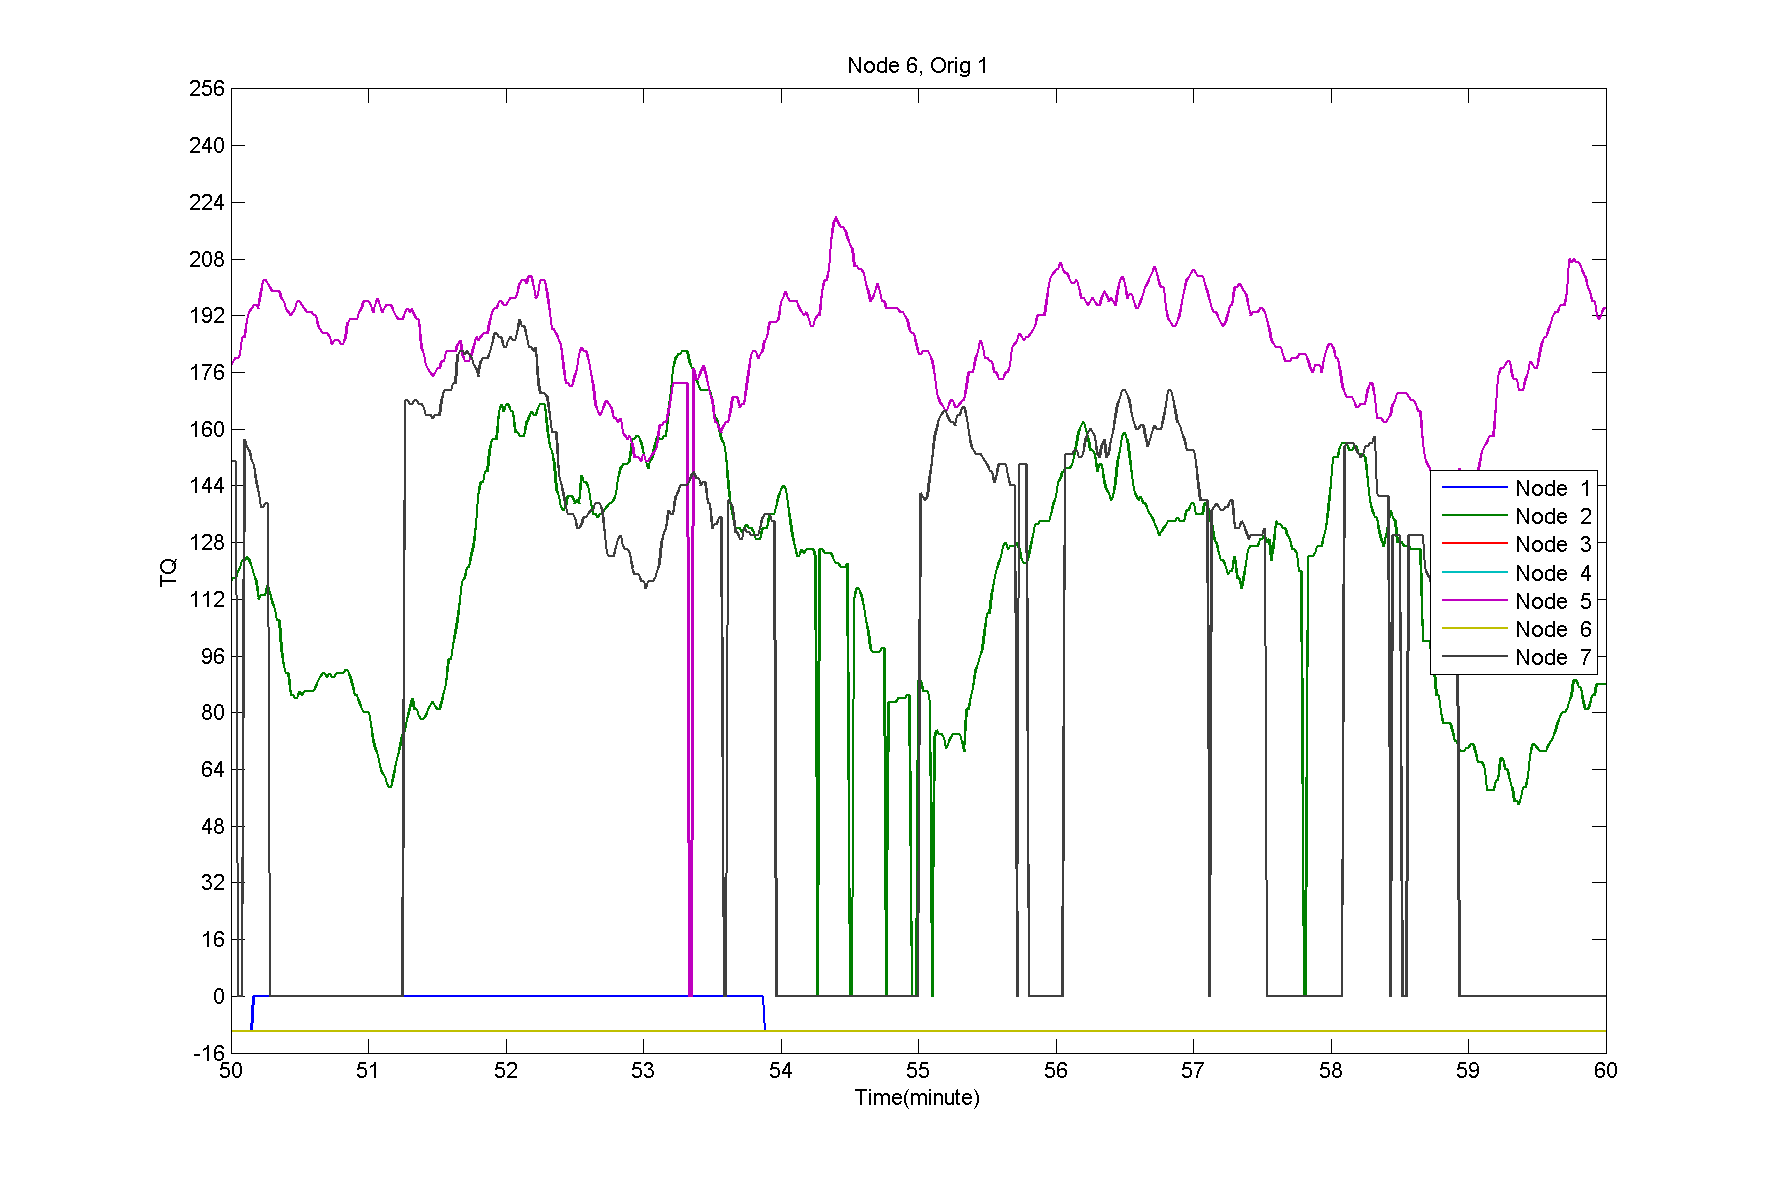 Node 6, Orig 1
256
240
224
208
192
176
160
144
128
112
96
80
64
48
32
16
0
-16
TQ
50 51 52 53 54 55 56 57 58 59 60
Time(minute)
Node 1
Node 2
Node 3
Node 4
Node 5
Node 6
Node 7